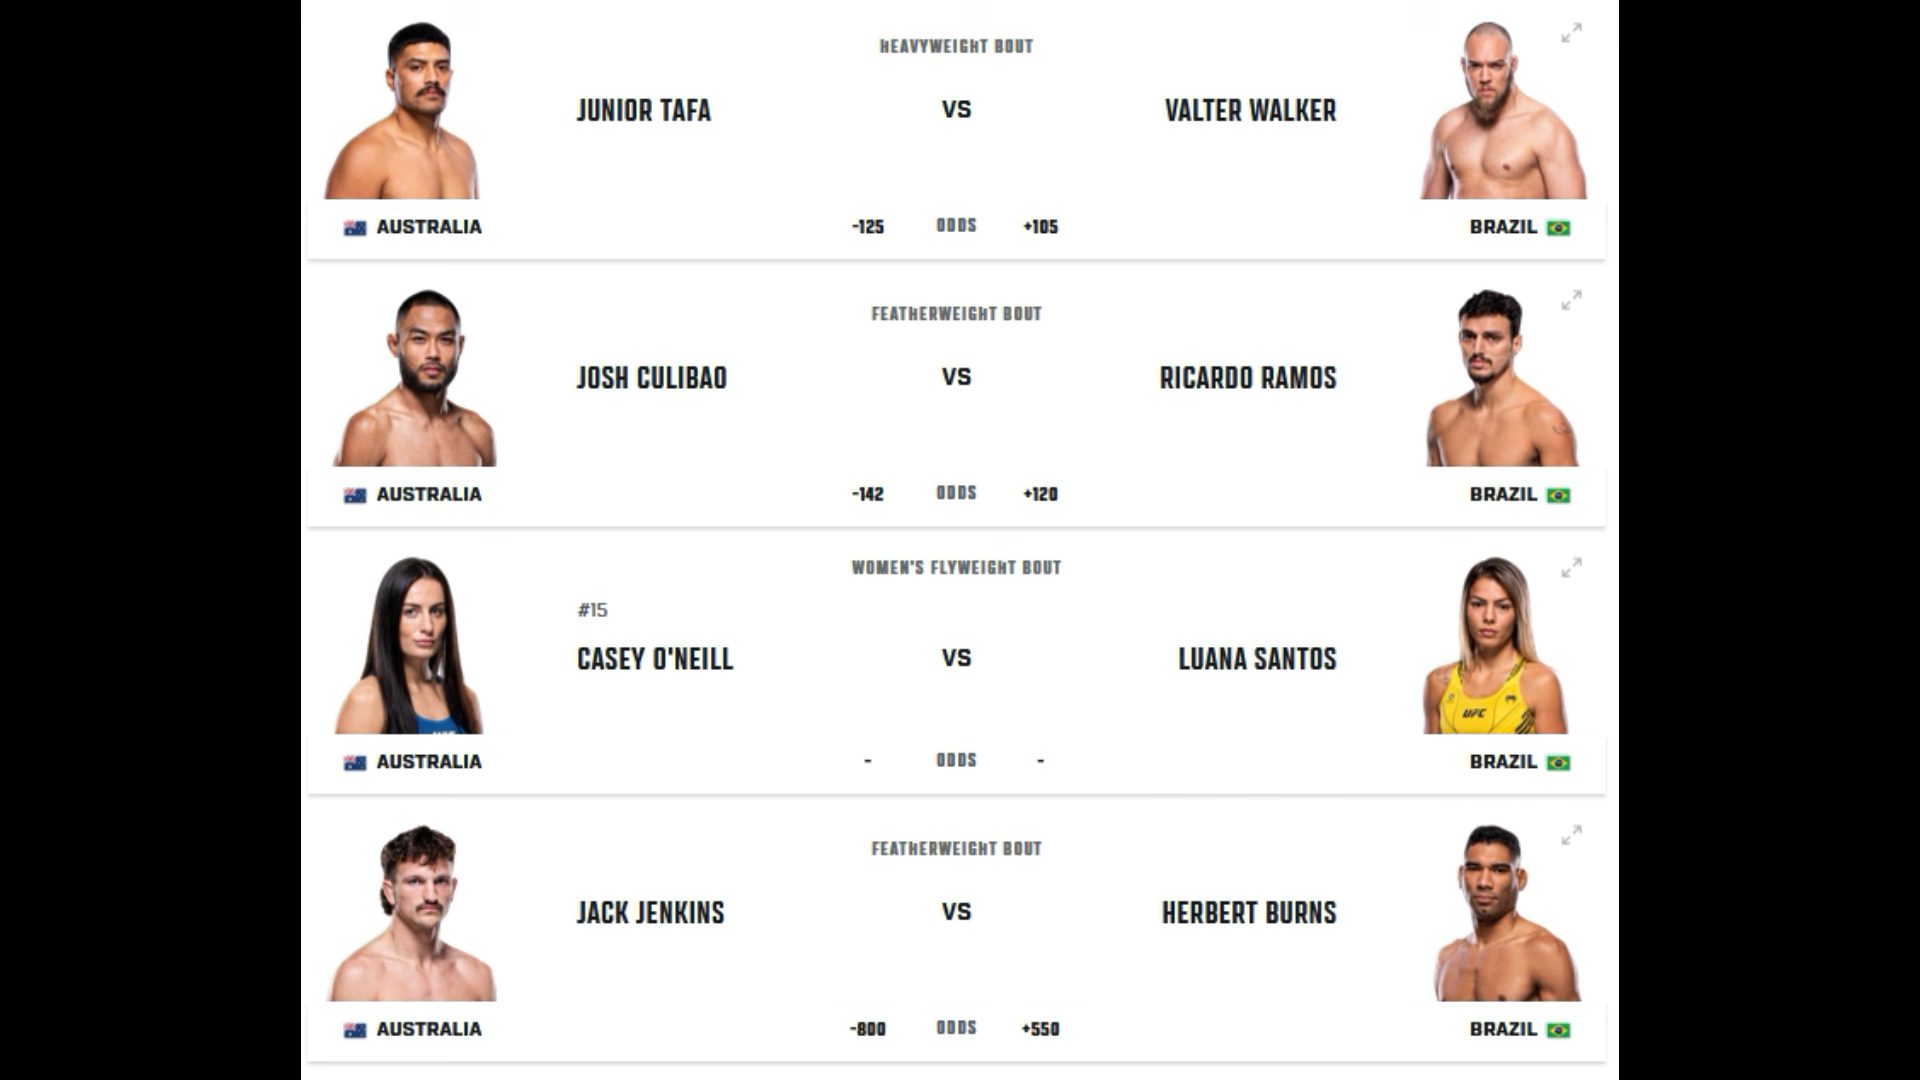 HEAVYWEIGHT BOUT
JUNIOR TAFA VS VALTER WALKER
AUSTRALIA -125 ODDS +105 BRAZIL
FEATHERWEIGHT BOUT
JOSH CULIBAO VS RICARDO RAMOS
AUSTRALIA -142 ODDS +120 BRAZIL
WOMEN'S FLYWEIGHT BOUT
#15
CASEY O'NEILL VS LUANA SANTOS
UFC
AUSTRALIA - ODDS - BRAZIL
FEATHERWEIGHT BOUT
JACK JENKINS VS HERBERT BURNS
AUSTRALIA -800 ODDS +550 BRAZIL